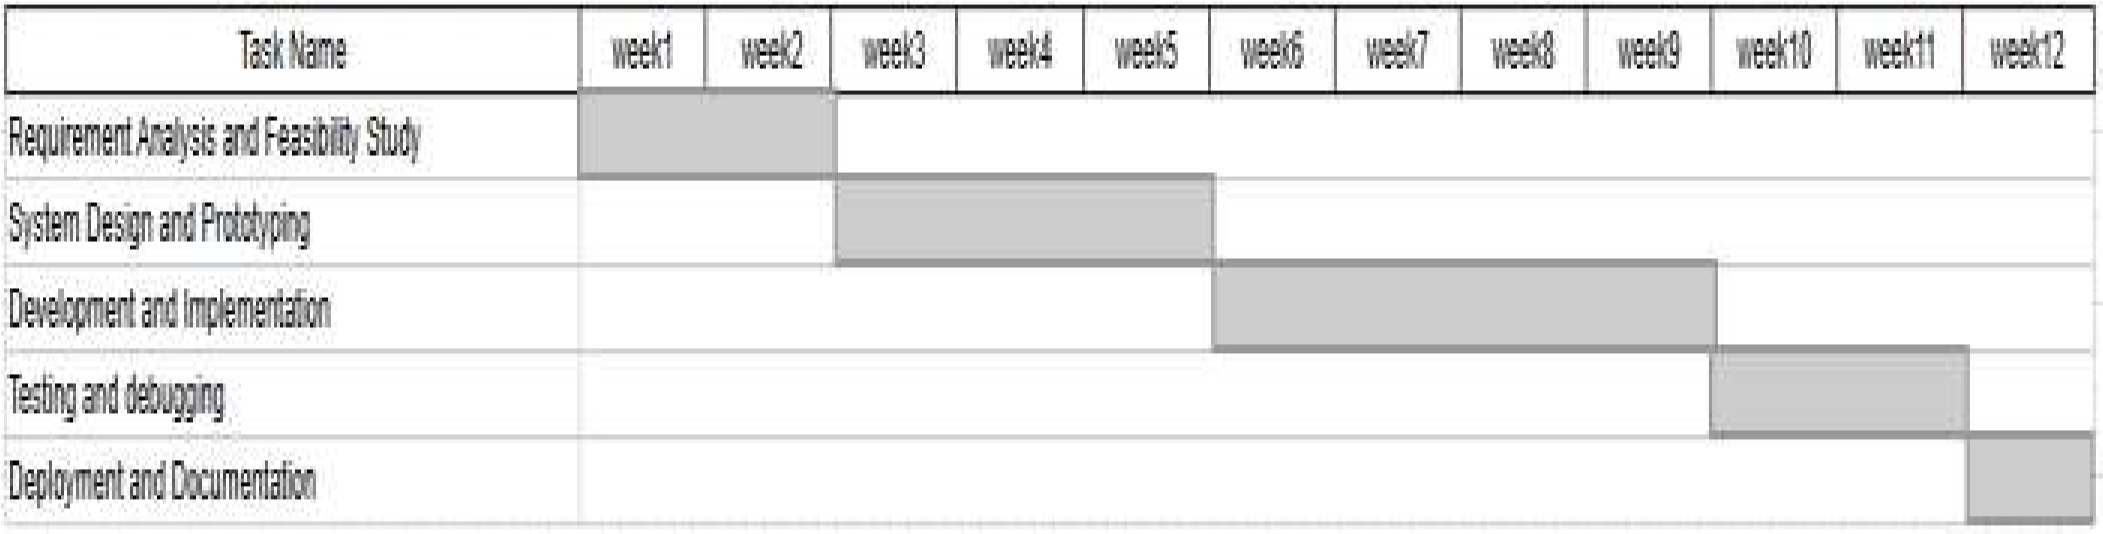 Task Name week1 week2 week3 week4 week5 week6 week7 week8 week9 week10 week11 week12
Requirement Analysis and Feasibility Study
System Design and Prototyping
Development and Implementation
Testing and debugging
Deployment and Documentation